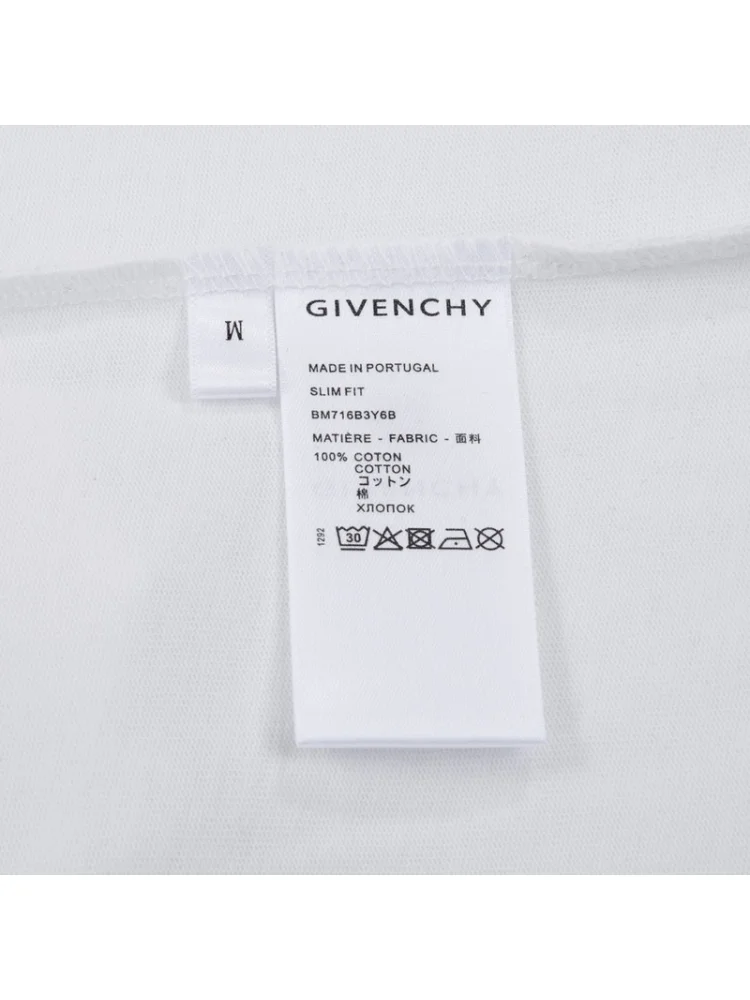 GIVENCHY
M
MADE IN PORTUGAL
SLIM FIT
BM716B3Y6B
MATIÈRE - FABRIC - 面料
100% COTON
COTTON
コットン
棉
ХЛОПОК
1292
30
GIVENCHY